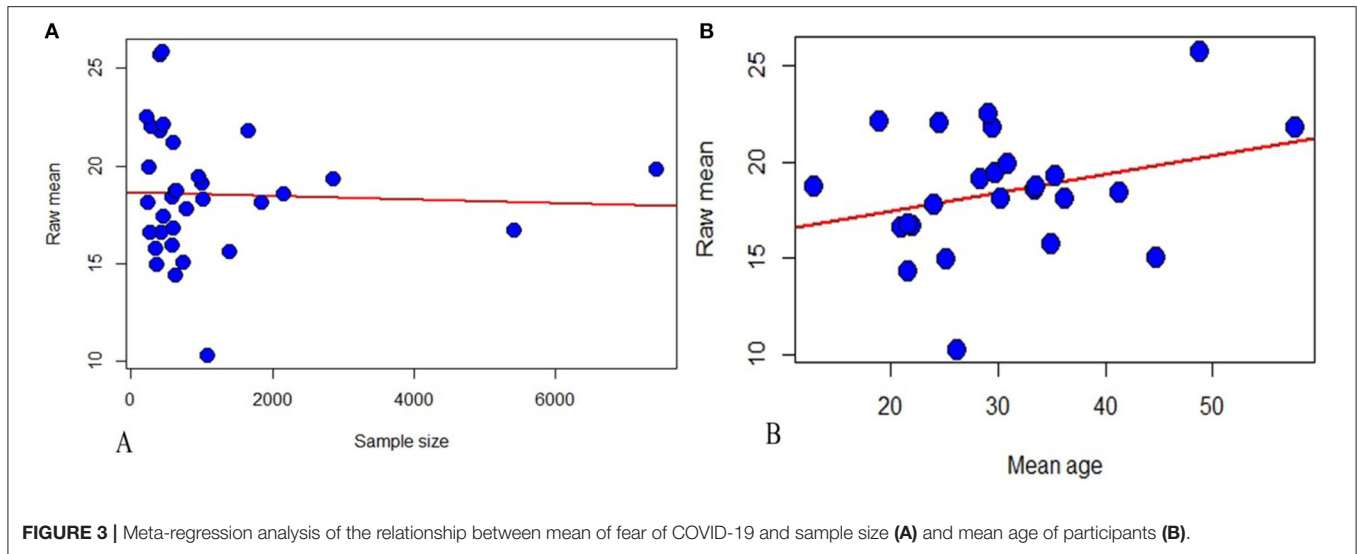 A
Raw mean
25
20
15
10
0 2000 4000 6000
Sample size
A
B
Raw mean
25
20
15
10
20 30 40 50
Mean age
B
FIGURE 3 | Meta-regression analysis of the relationship between mean of fear of COVID-19 and sample size (A) and mean age of participants (B).